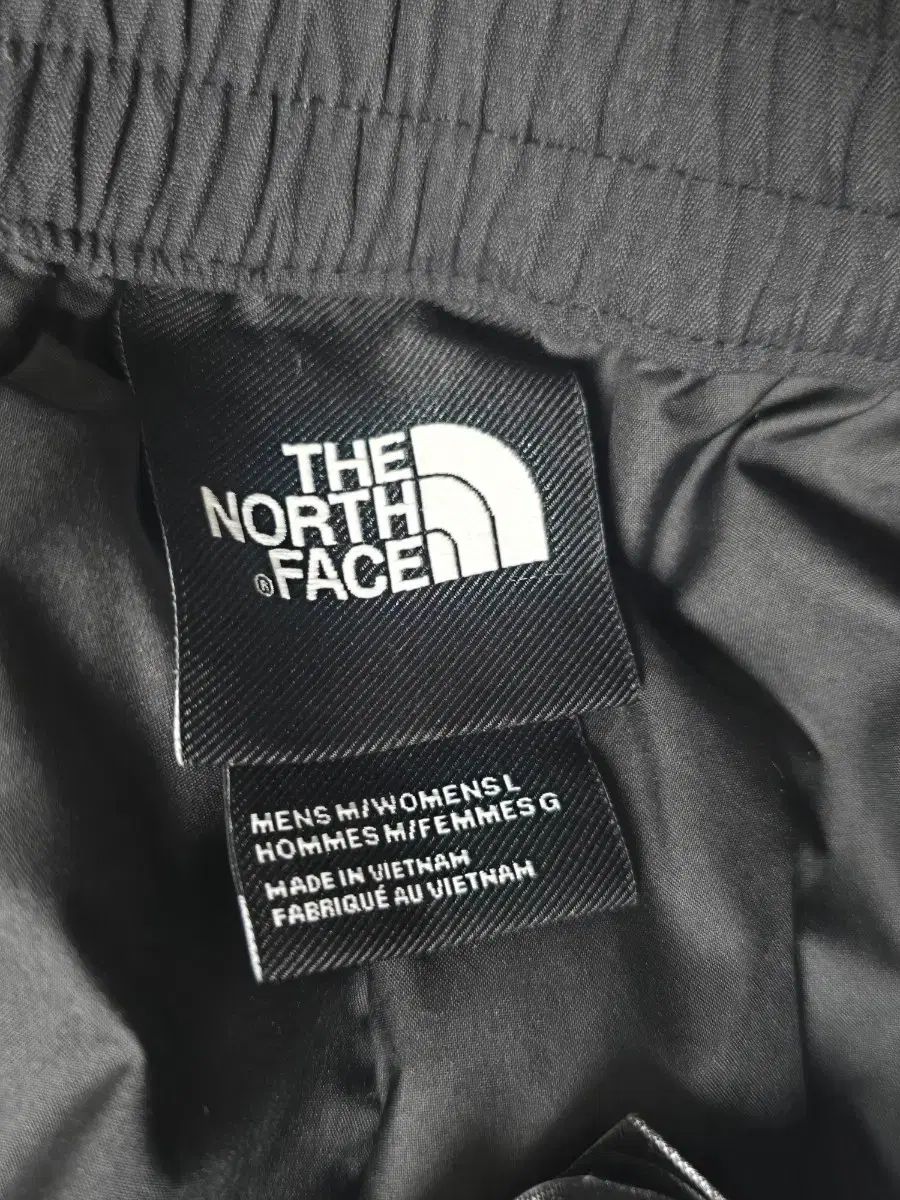 THE
NORTH
®FACE
MENS M/WOMENS L
HOMMES M/FEMMES G
MADE IN VIETNAM
FABRIQUÉ AU VIETNAM